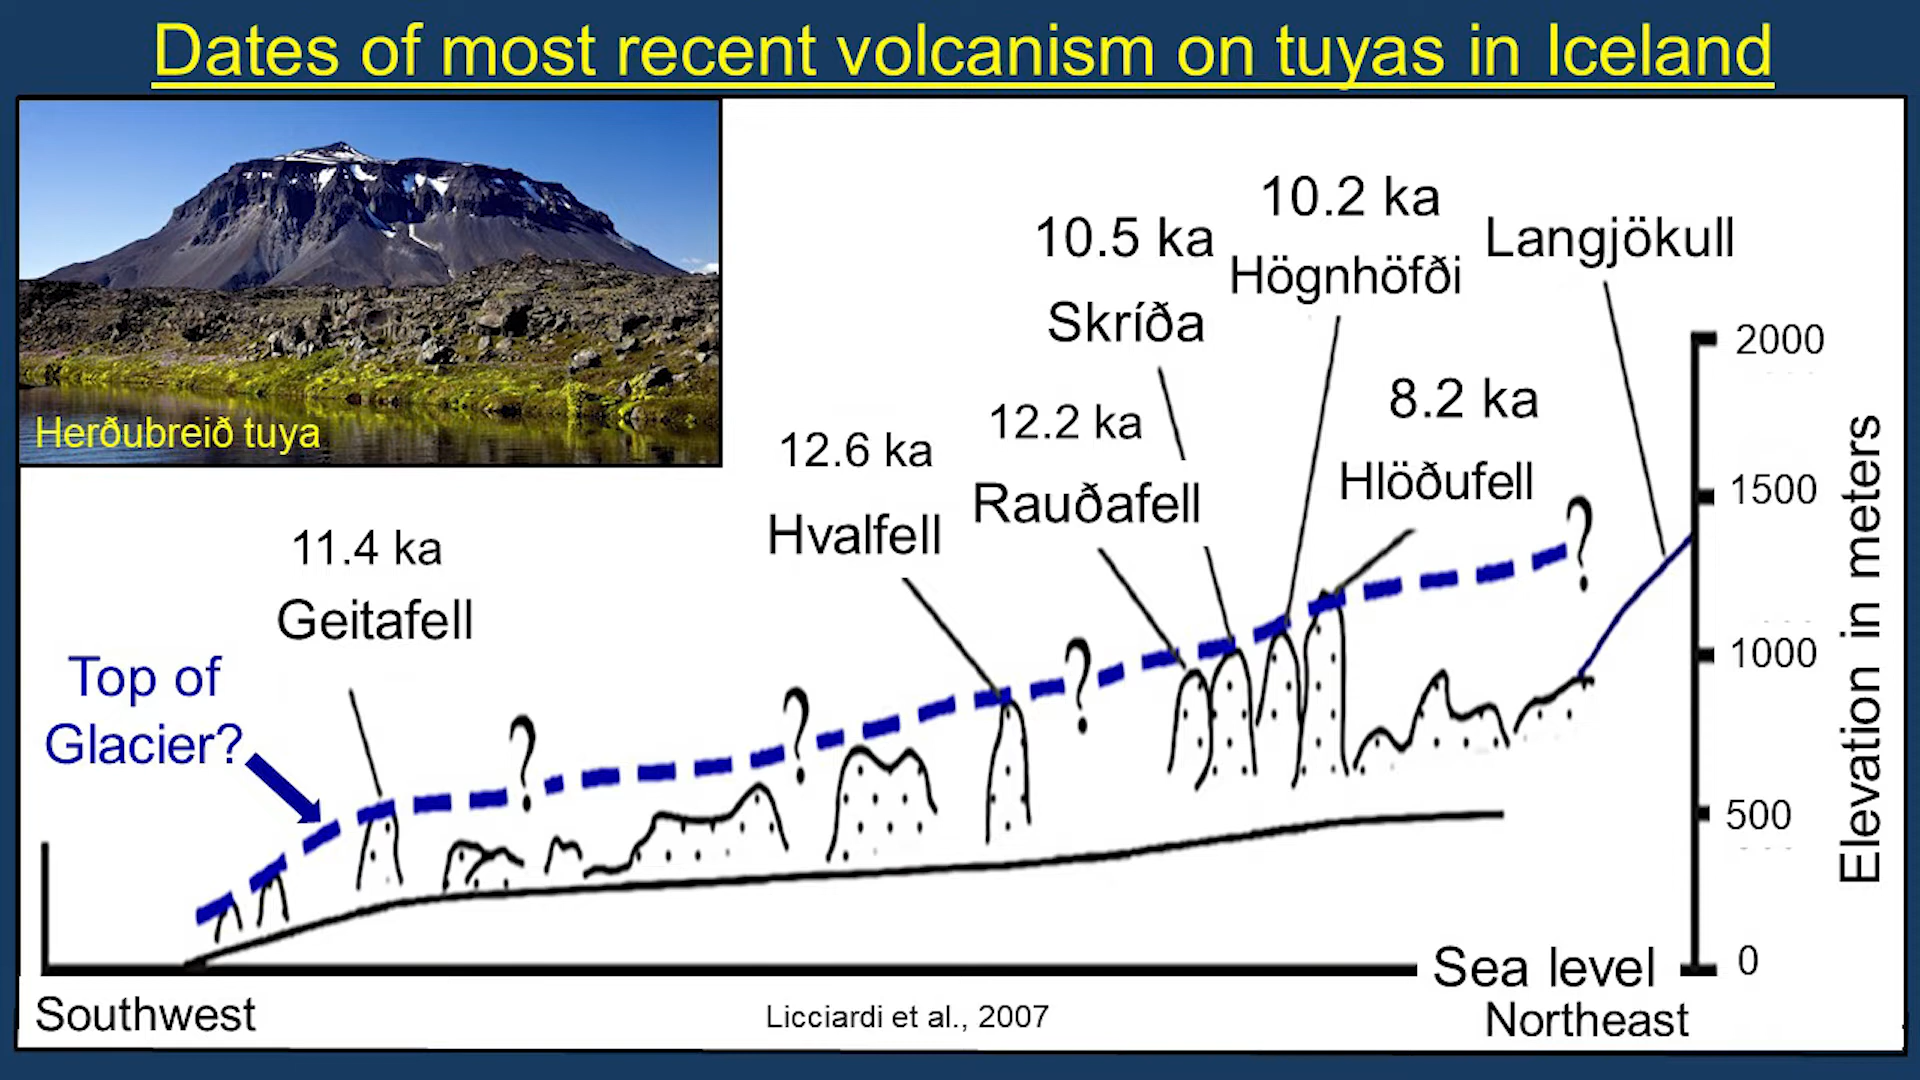 Dates of most recent volcanism on tuyas in Iceland
Herðubreið tuya
10.2 ka
Högnhöfði
Langjökull
10.5 ka
Skríða
2000
8.2 ka
Hlöðufell
12.2 ka
Rauðafell
12.6 ka
Hvalfell
1500
11.4 ka
Geitafell
?
Top of
Glacier?
?
?
?
1000
500
0
Elevation in meters
Sea level
Southwest
Licciardi et al., 2007
Northeast